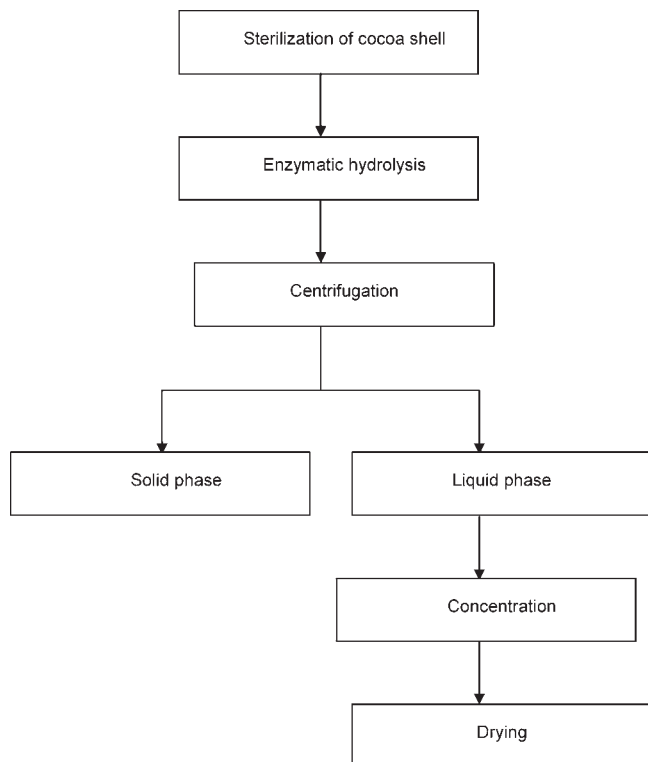 Sterilization of cocoa shell
Enzymatic hydrolysis
Centrifugation
Solid phase
Liquid phase
Concentration
Drying